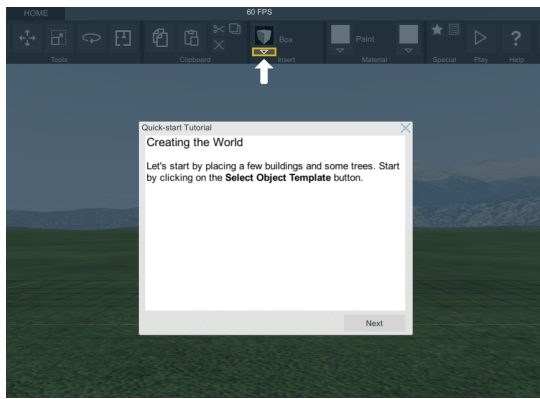 HOME
60 FPS
Box
Paint
Tools
Clipboard
Insert
Material
Special
Play
Help
?
Quick-start Tutorial
Creating the World
Let's start by placing a few buildings and some trees. Start
by clicking on the Select Object Template button.
Next